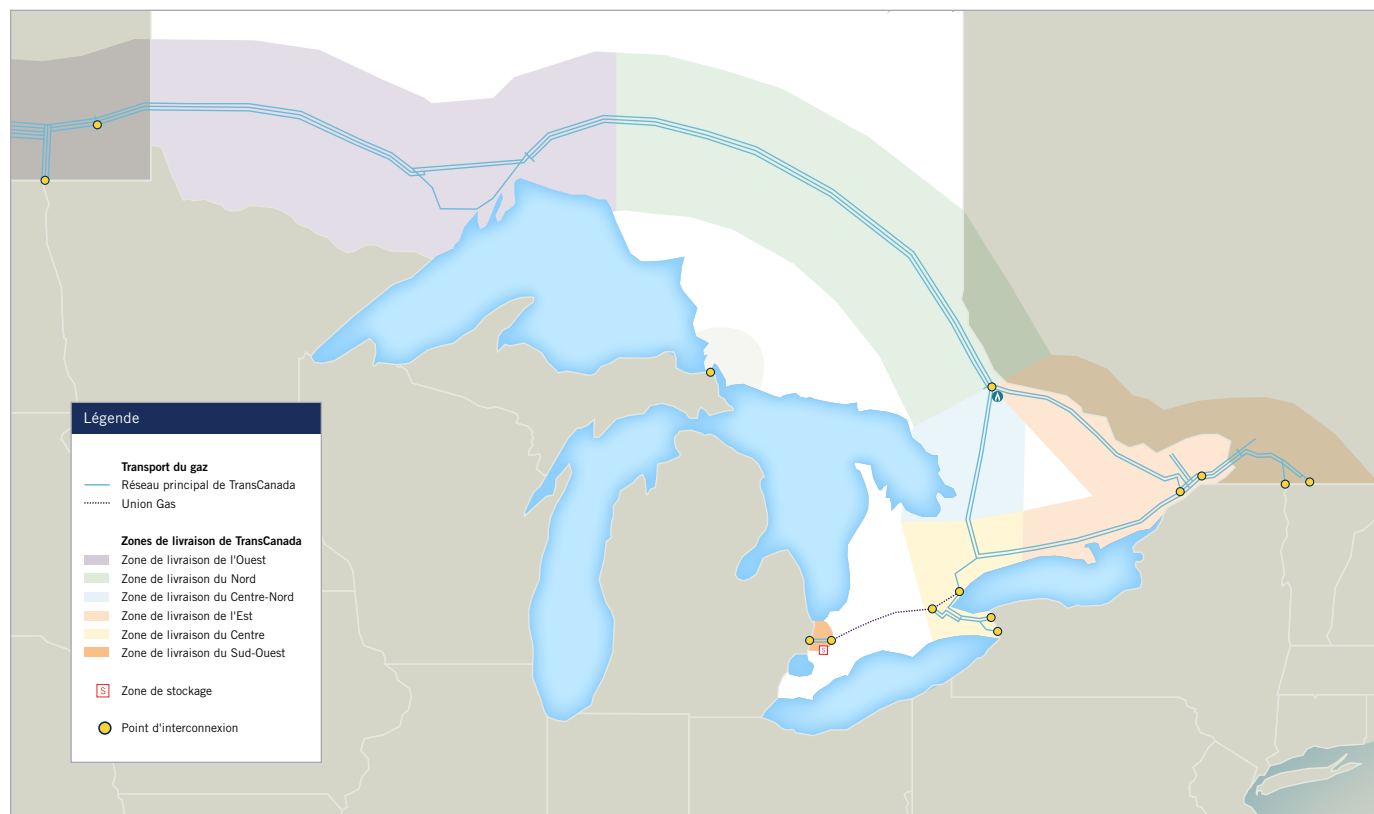 Légende
Transport du gaz
Réseau principal de TransCanada
Union Gas
Zones de livraison de TransCanada
Zone de livraison de l'Ouest
Zone de livraison du Nord
Zone de livraison du Centre-Nord
Zone de livraison de l'Est
Zone de livraison du Centre
Zone de livraison du Sud-Ouest
S
Zone de stockage
Point d'interconnexion
S